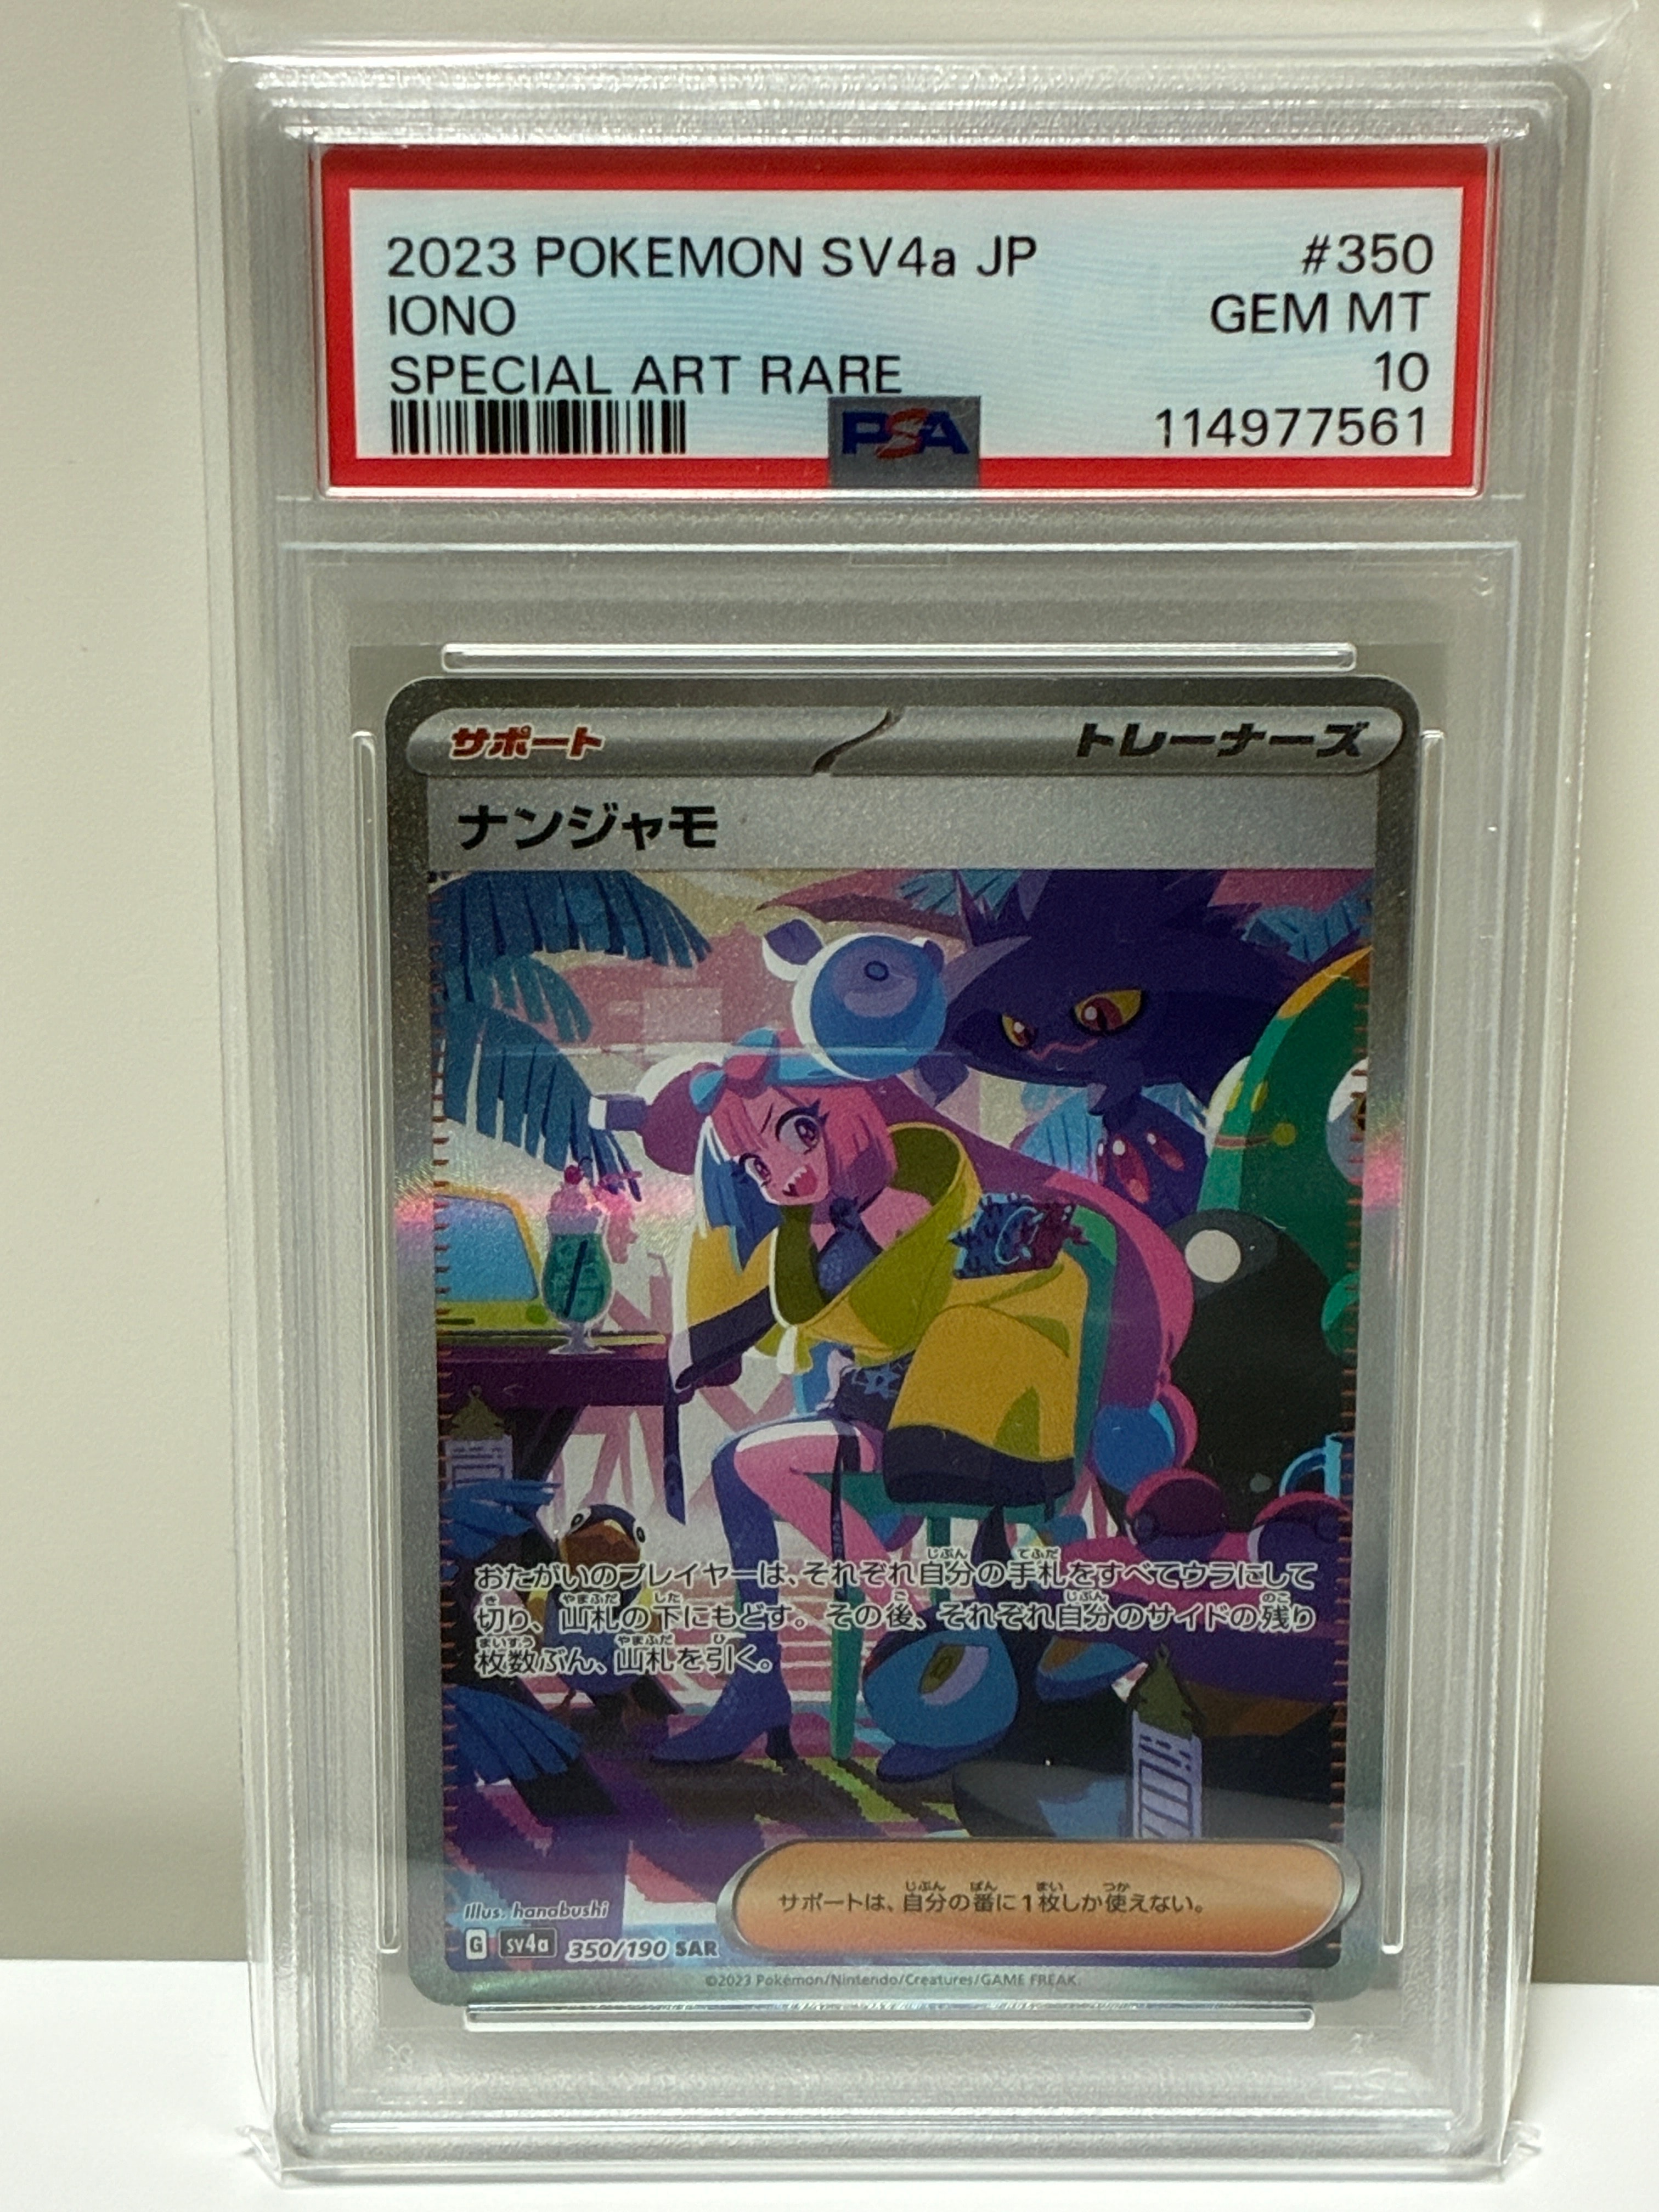 2023 POKEMON SV4a JP #350
IONO GEM MT
SPECIAL ART RARE 10
PSA 114977561
サポート トレーナーズ
ナンジャモ
おたがいのプレイヤーは、それぞれ自分の手札をすべてウラにして
切り、山札の下にもどす。その後、それぞれ自分のサイドの残り
枚数ぶん、山札を引く。
サポートは、自分の番に1枚しか使えない。
Illus. hanabushi
G sv4a 350/190 SAR
©2023 Pokémon/Nintendo/Creatures/GAME FREAK.